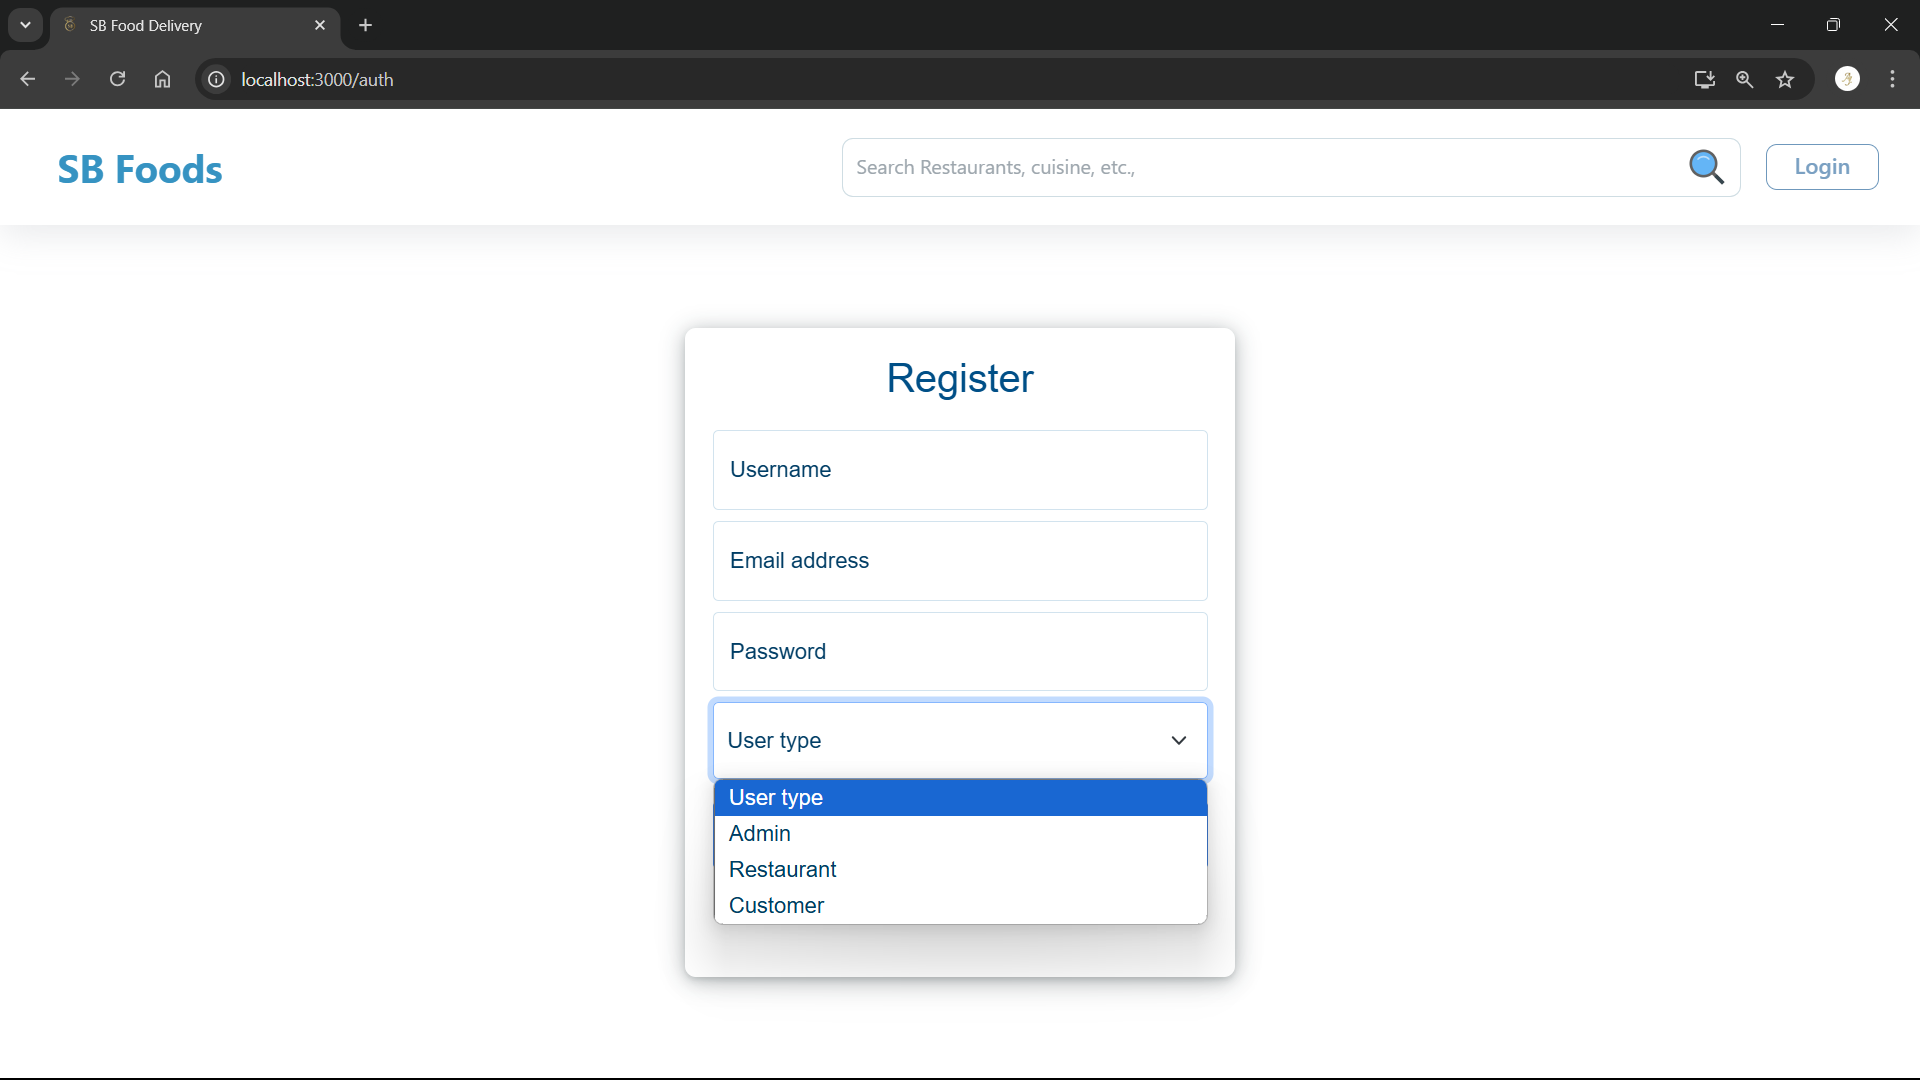 SB Food Delivery
localhost:3000/auth
SB Foods
Search Restaurants, cuisine, etc.,
Login
Register
Username
Email address
Password
User type
User type
Admin
Restaurant
Customer